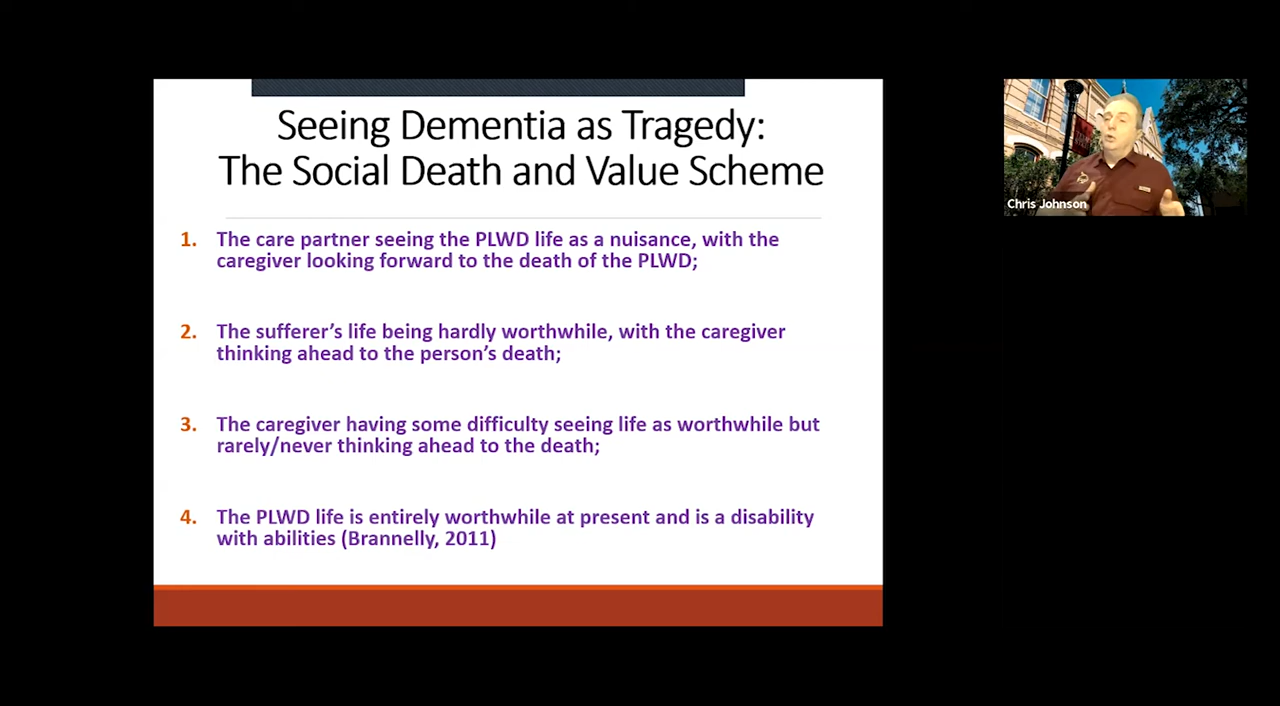 Seeing Dementia as Tragedy:
The Social Death and Value Scheme
1. The care partner seeing the PLWD life as a nuisance, with the
caregiver looking forward to the death of the PLWD;
2. The sufferer’s life being hardly worthwhile, with the caregiver
thinking ahead to the person’s death;
3. The caregiver having some difficulty seeing life as worthwhile but
rarely/never thinking ahead to the death;
4. The PLWD life is entirely worthwhile at present and is a disability
with abilities (Brannelly, 2011)
Chris Johnson